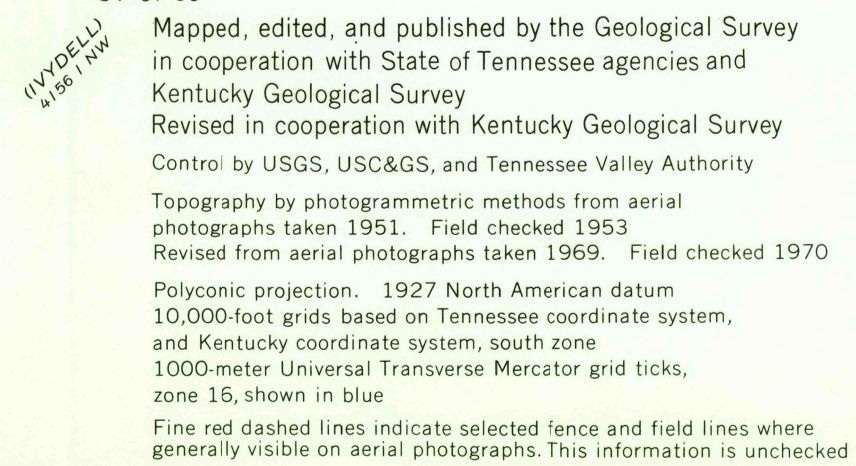 (IVYDELL)
4156 I NW
Mapped, edited, and published by the Geological Survey
in cooperation with State of Tennessee agencies and
Kentucky Geological Survey
Revised in cooperation with Kentucky Geological Survey
Control by USGS, USC&GS, and Tennessee Valley Authority
Topography by photogrammetric methods from aerial
photographs taken 1951. Field checked 1953
Revised from aerial photographs taken 1969. Field checked 1970
Polyconic projection. 1927 North American datum
10,000-foot grids based on Tennessee coordinate system,
and Kentucky coordinate system, south zone
1000-meter Universal Transverse Mercator grid ticks,
zone 16, shown in blue
Fine red dashed lines indicate selected fence and field lines where
generally visible on aerial photographs. This information is unchecked